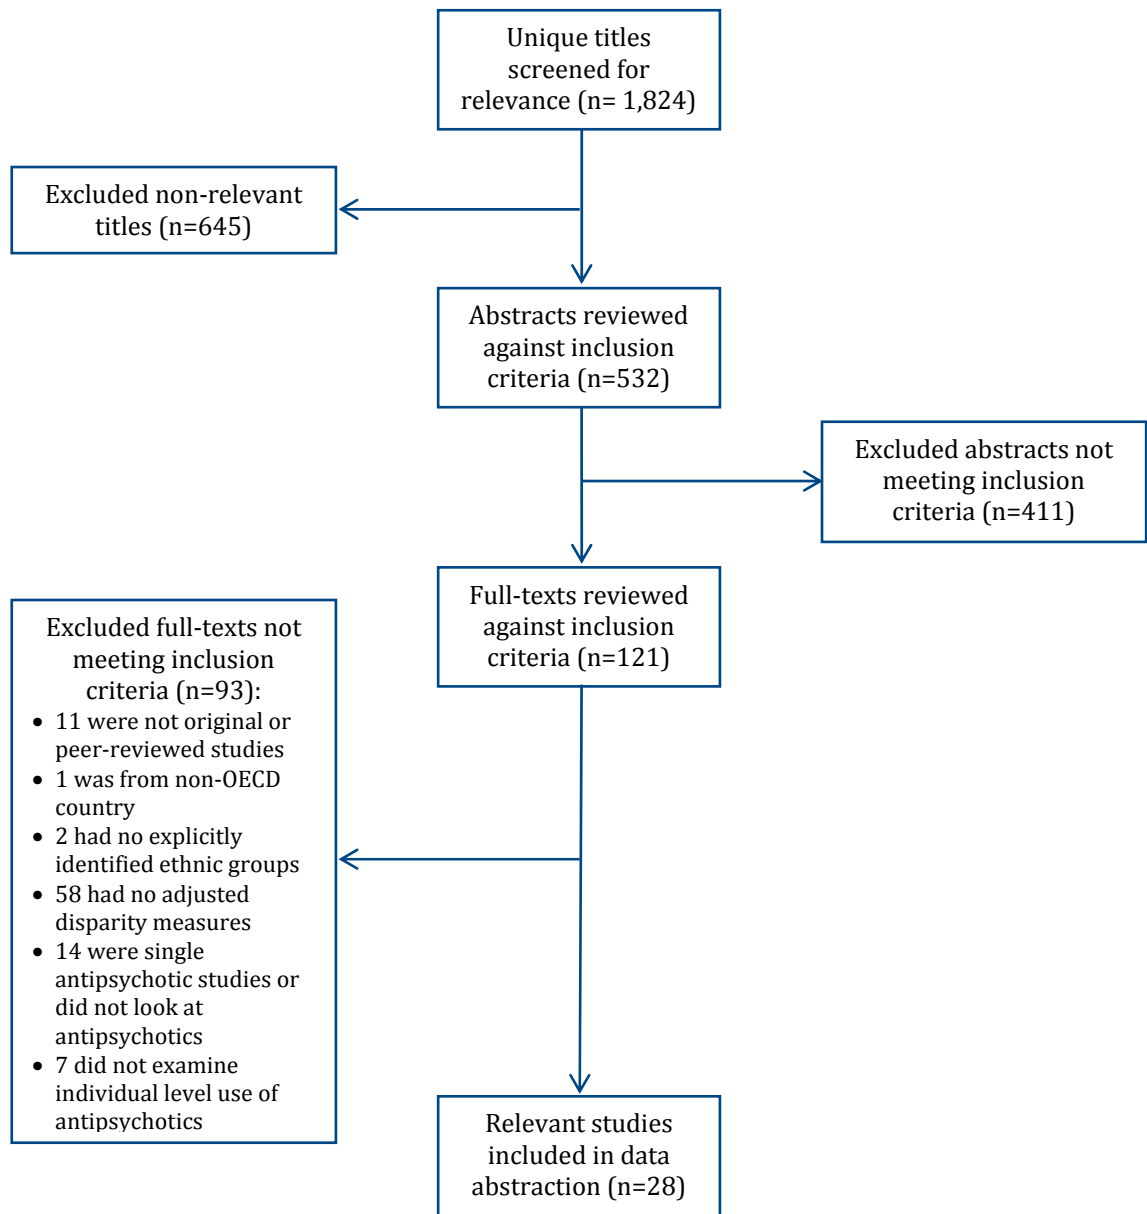 Unique titles
screened for
relevance (n= 1,824)
Excluded non-relevant
titles (n=645)
Abstracts reviewed
against inclusion
criteria (n=532)
Excluded abstracts not
meeting inclusion
criteria (n=411)
Full-texts reviewed
against inclusion
criteria (n=121)
Excluded full-texts not
meeting inclusion
criteria (n=93):
• 11 were not original or
peer-reviewed studies
• 1 was from non-OECD
country
• 2 had no explicitly
identified ethnic groups
• 58 had no adjusted
disparity measures
• 14 were single
antipsychotic studies or
did not look at
antipsychotics
• 7 did not examine
individual level use of
antipsychotics
Relevant studies
included in data
abstraction (n=28)